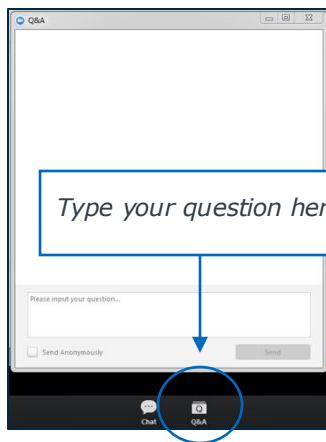 Q&A
Type your question her
Please input your question...
Send Anonymously
Send
Chat
Q&A